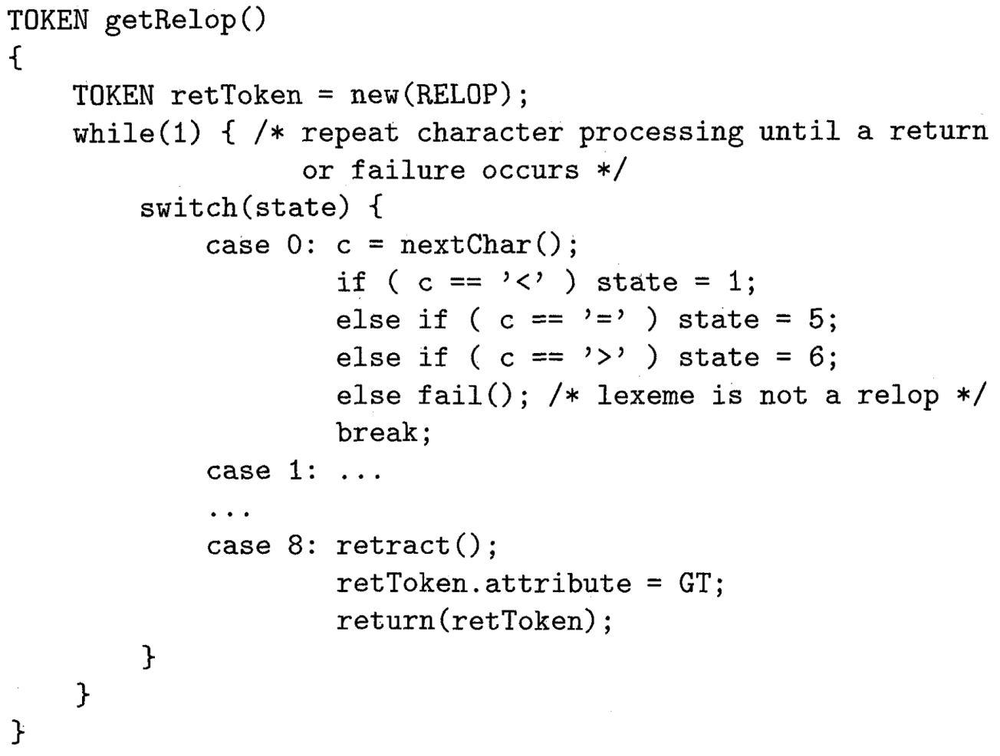 TOKEN getRelop()
{
    TOKEN retToken = new(RELOP);
    while(1) { /* repeat character processing until a return
                  or failure occurs */
        switch(state) {
            case 0: c = nextChar();
                    if ( c == '<' ) state = 1;
                    else if ( c == '=' ) state = 5;
                    else if ( c == '>' ) state = 6;
                    else fail(); /* lexeme is not a relop */
                    break;
            case 1: ...
            ...
            case 8: retract();
                    retToken.attribute = GT;
                    return(retToken);
        }
    }
}